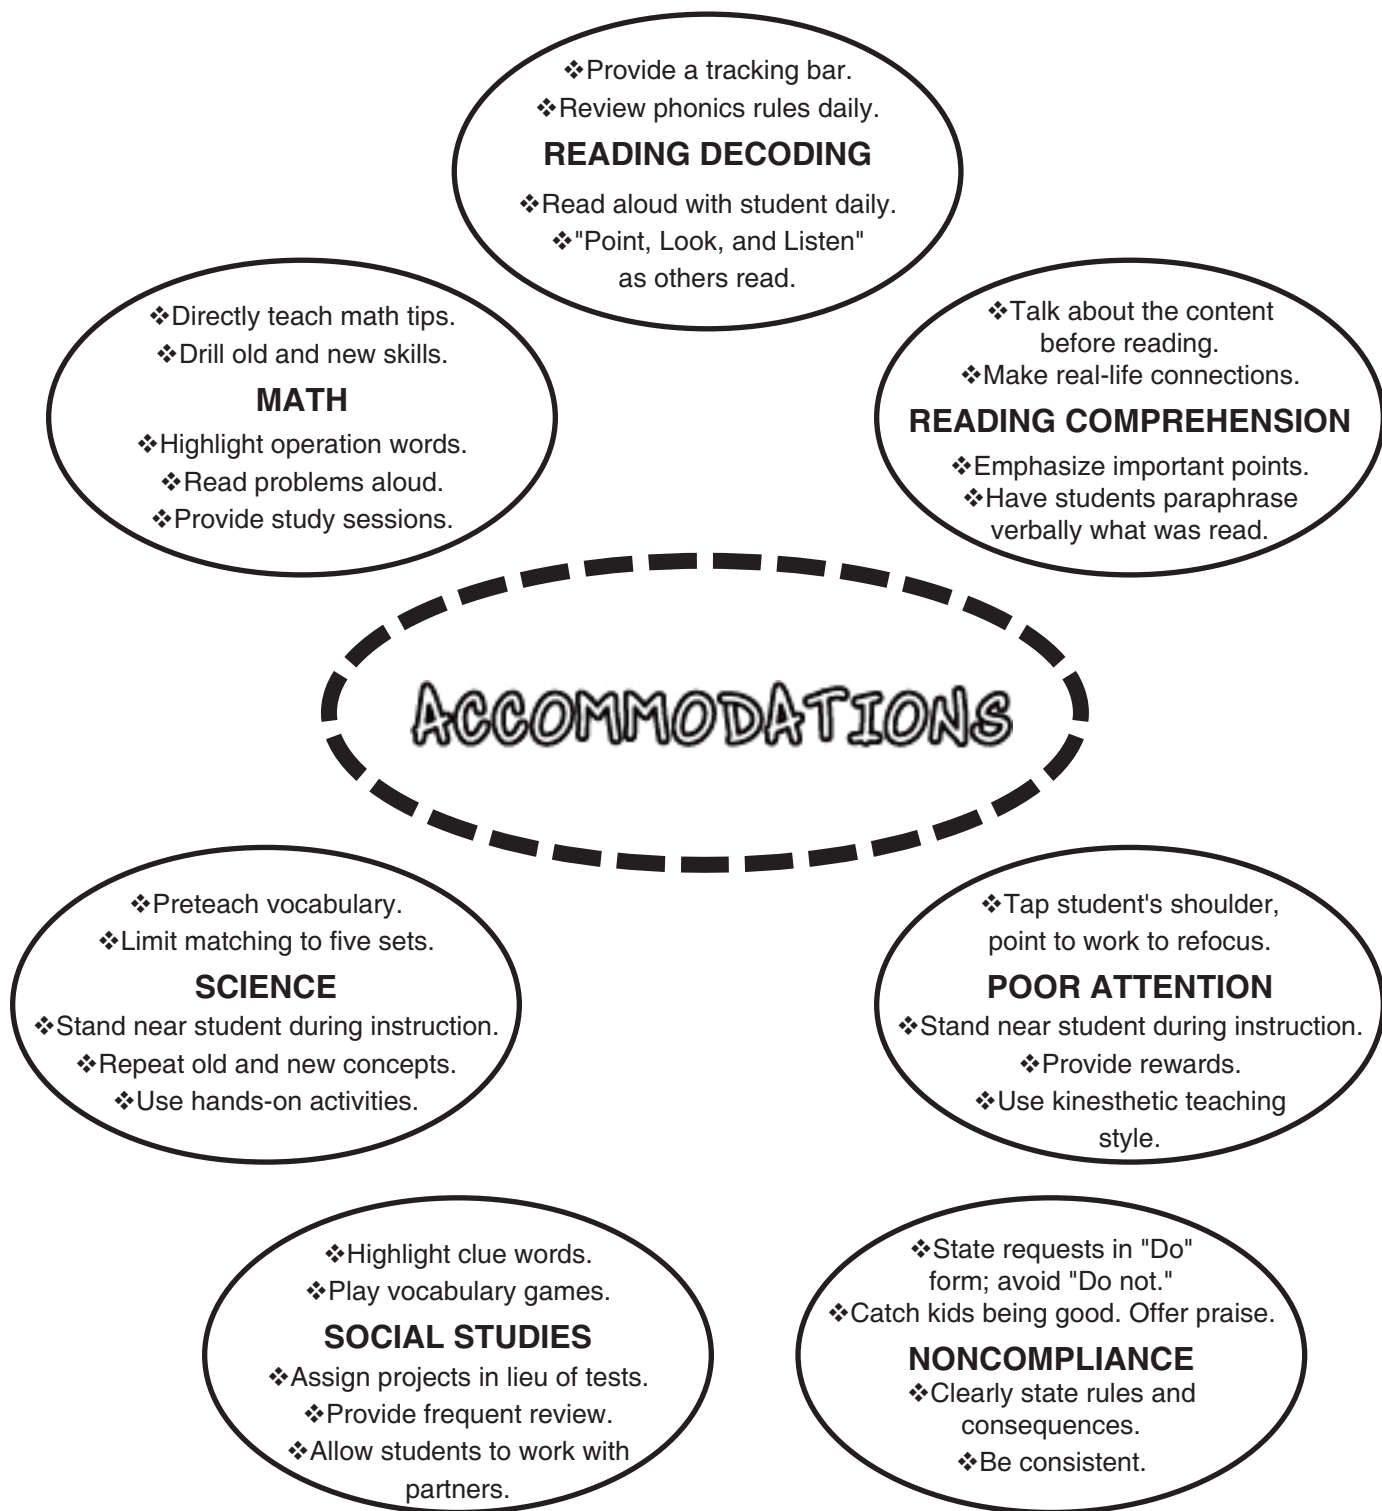 ❖Provide a tracking bar.
❖Review phonics rules daily.
READING DECODING
❖Read aloud with student daily.
❖"Point, Look, and Listen"
as others read.
❖Directly teach math tips.
❖Drill old and new skills.
MATH
❖Highlight operation words.
❖Read problems aloud.
❖Provide study sessions.
❖Talk about the content
before reading.
❖Make real-life connections.
READING COMPREHENSION
❖Emphasize important points.
❖Have students paraphrase
verbally what was read.
ACCOMMODATIONS
❖Preteach vocabulary.
❖Limit matching to five sets.
SCIENCE
❖Stand near student during instruction.
❖Repeat old and new concepts.
❖Use hands-on activities.
❖Tap student's shoulder,
point to work to refocus.
POOR ATTENTION
❖Stand near student during instruction.
❖Provide rewards.
❖Use kinesthetic teaching
style.
❖Highlight clue words.
❖Play vocabulary games.
SOCIAL STUDIES
❖Assign projects in lieu of tests.
❖Provide frequent review.
❖Allow students to work with
partners.
❖State requests in "Do"
form; avoid "Do not."
❖Catch kids being good. Offer praise.
NONCOMPLIANCE
❖Clearly state rules and
consequences.
❖Be consistent.